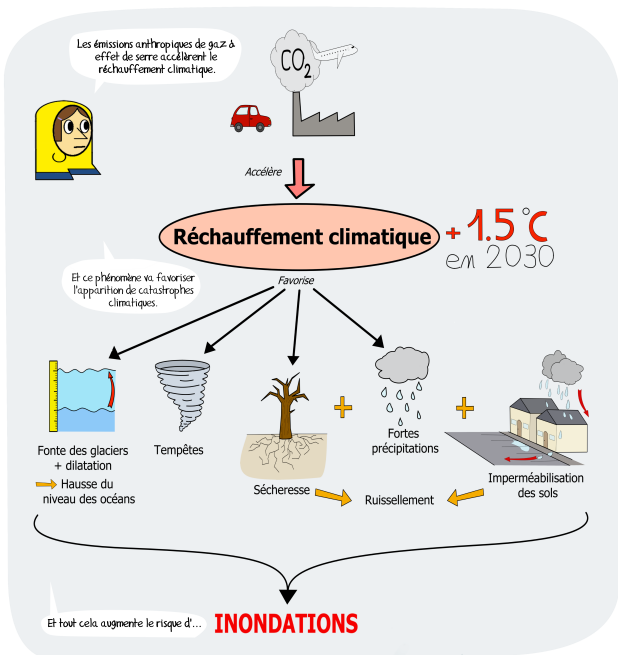 Les émissions anthropiques de gaz à
effet de serre accélèrent le
réchauffement climatique.
CO2
Accélère
Réchauffement climatique
+ 1.5°C
en 2030
Et ce phénomène va favoriser
l'apparition de catastrophes
climatiques.
Favorise
Fonte des glaciers
+ dilatation
Hausse du
niveau des océans
Tempêtes
Sécheresse
+
Fortes
précipitations
+
Imperméabilisation
des sols
Ruissellement
Et tout cela augmente le risque d'...
INONDATIONS